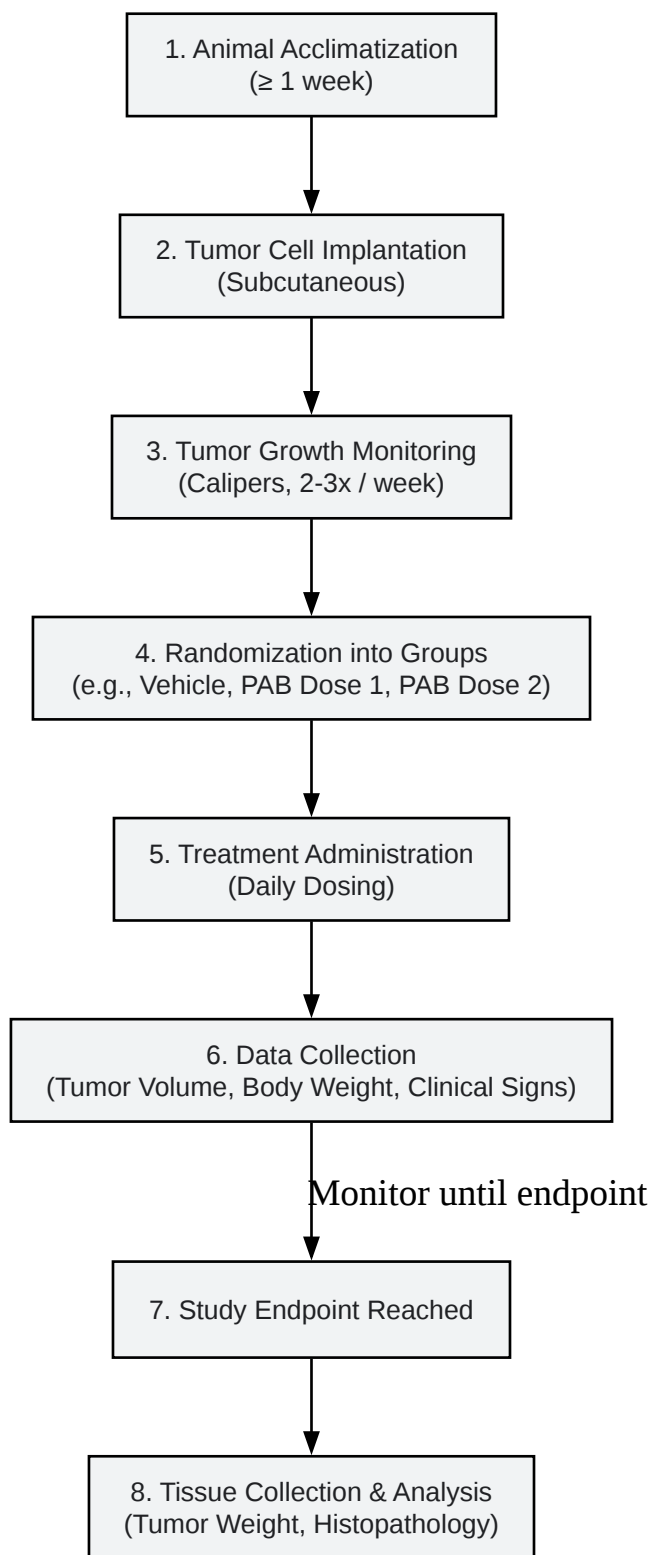 1. Animal Acclimatization
(≥ 1 week)
2. Tumor Cell Implantation
(Subcutaneous)
3. Tumor Growth Monitoring
(Calipers, 2-3x / week)
4. Randomization into Groups
(e.g., Vehicle, PAB Dose 1, PAB Dose 2)
5. Treatment Administration
(Daily Dosing)
6. Data Collection
(Tumor Volume, Body Weight, Clinical Signs)
Monitor until endpoint
7. Study Endpoint Reached
8. Tissue Collection & Analysis
(Tumor Weight, Histopathology)